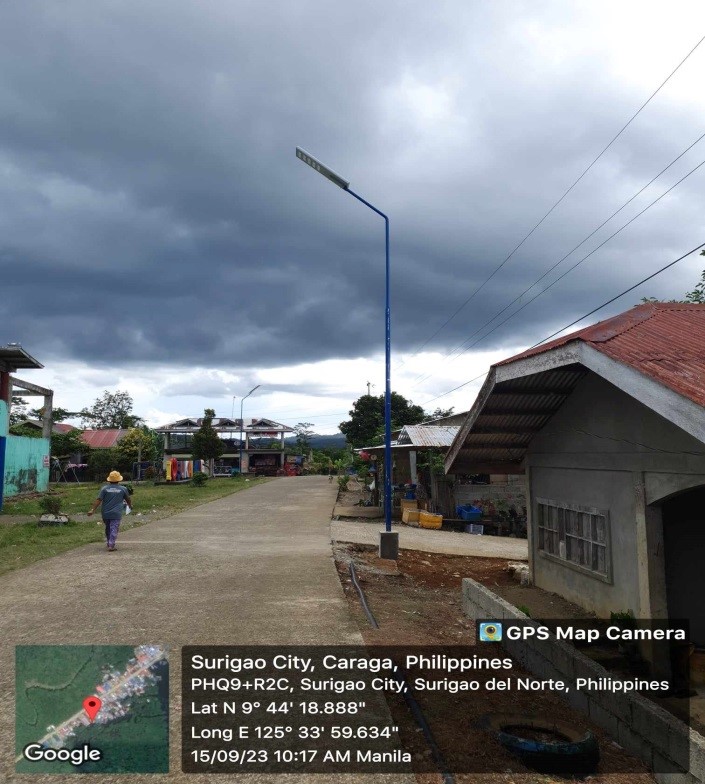 GPS Map Camera
Surigao City, Caraga, Philippines
PHQ9+R2C, Surigao City, Surigao del Norte, Philippines
Lat N 9° 44' 18.888"
Long E 125° 33' 59.634"
15/09/23 10:17 AM Manila
Google